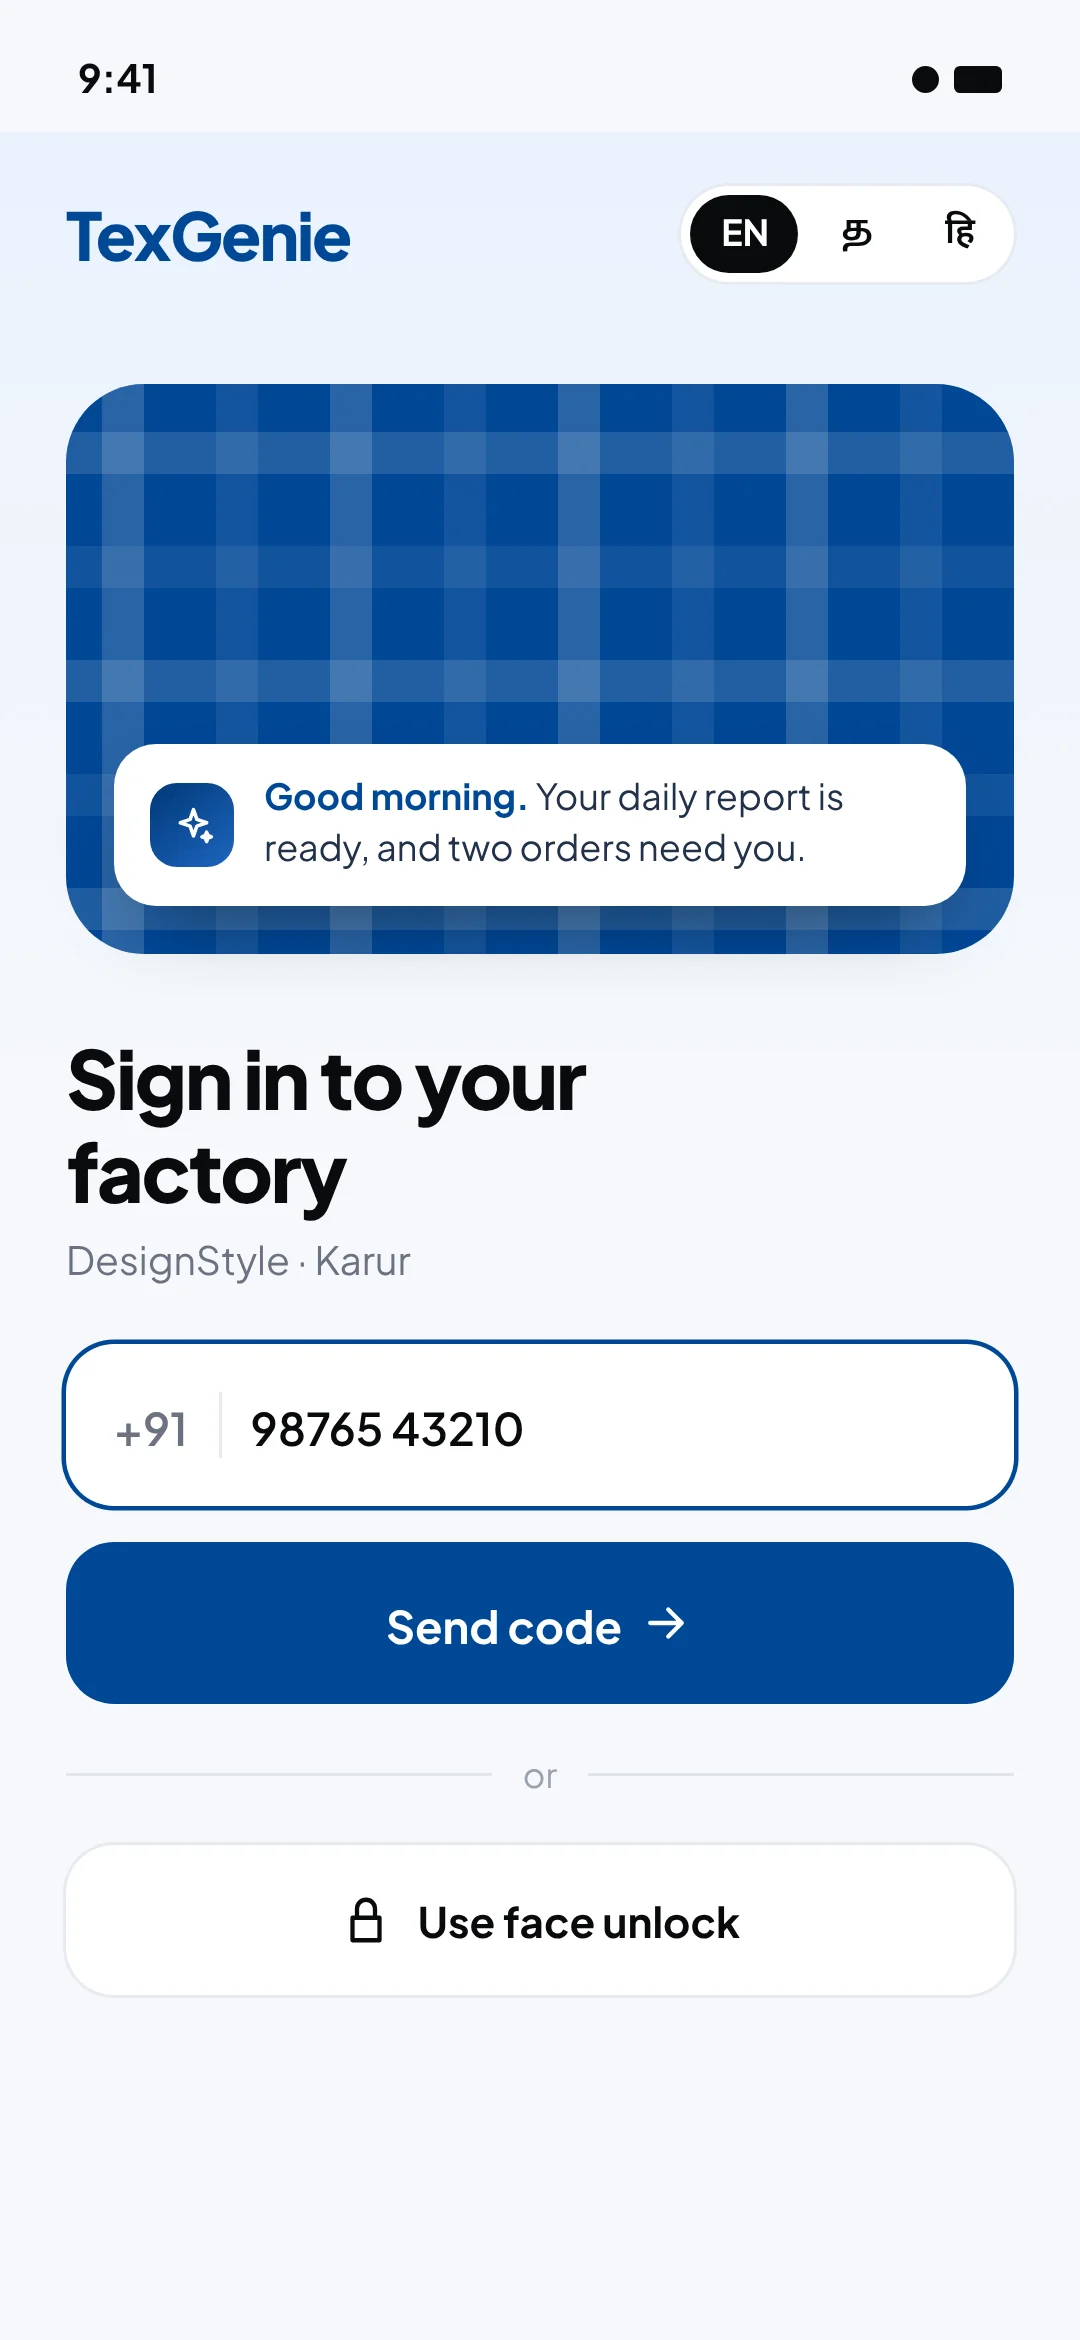 9:41
TexGenie
EN த हि
Good morning. Your daily report is
ready, and two orders need you.
Sign in to your
factory
DesignStyle · Karur
+91 98765 43210
Send code →
or
Use face unlock